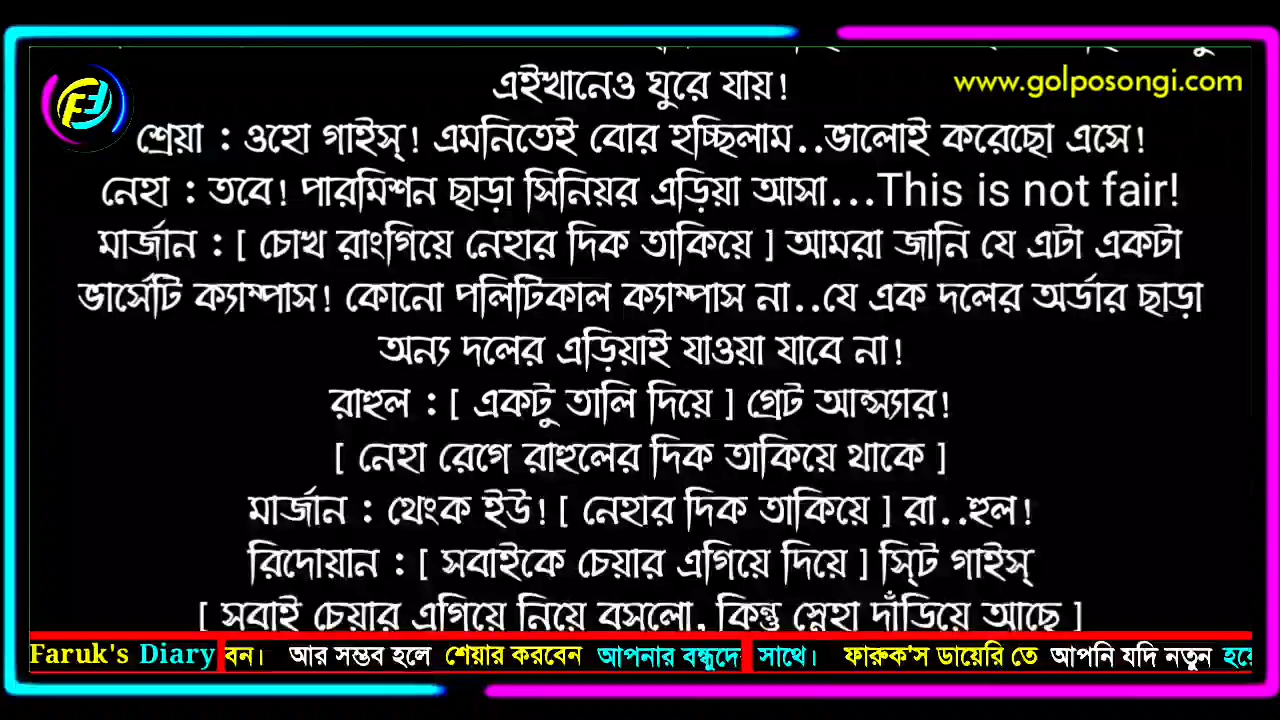 www.golposongi.com
এইখানেও ঘুরে যায়!
শ্রেয়া : ওহো গাইস্! এমনিতেই বোর হচ্ছিলাম..ভালোই করেছো এসে!
নেহা : তবে! পারমিশন ছাড়া সিনিয়র এড়িয়া আসা...This is not fair!
মার্জান : [ চোখ রাংগিয়ে নেহার দিক তাকিয়ে ] আমরা জানি যে এটা একটা
ভার্সেটি ক্যাম্পাস! কোনো পলিটিকাল ক্যাম্পাস না..যে এক দলের অর্ডার ছাড়া
অন্য দলের এড়িয়াই যাওয়া যাবে না!
রাহুল : [ একটু তালি দিয়ে ] গ্রেট আন্স্যার!
[ নেহা রেগে রাহুলের দিক তাকিয়ে থাকে ]
মার্জান : থেংক ইউ! [ নেহার দিক তাকিয়ে ] রা..হুল!
রিদোয়ান : [ সবাইকে চেয়ার এগিয়ে দিয়ে ] সি্ট গাইস্
[ সবাই চেয়ার এগিয়ে নিয়ে বসলো, কিন্তু স্নেহা দাঁড়িয়ে আছে ]
Faruk's Diary বন। আর সম্ভব হলে শেয়ার করবেন আপনার বন্ধুদে সাথে। ফারুক'স ডায়েরি তে আপনি যদি নতুন